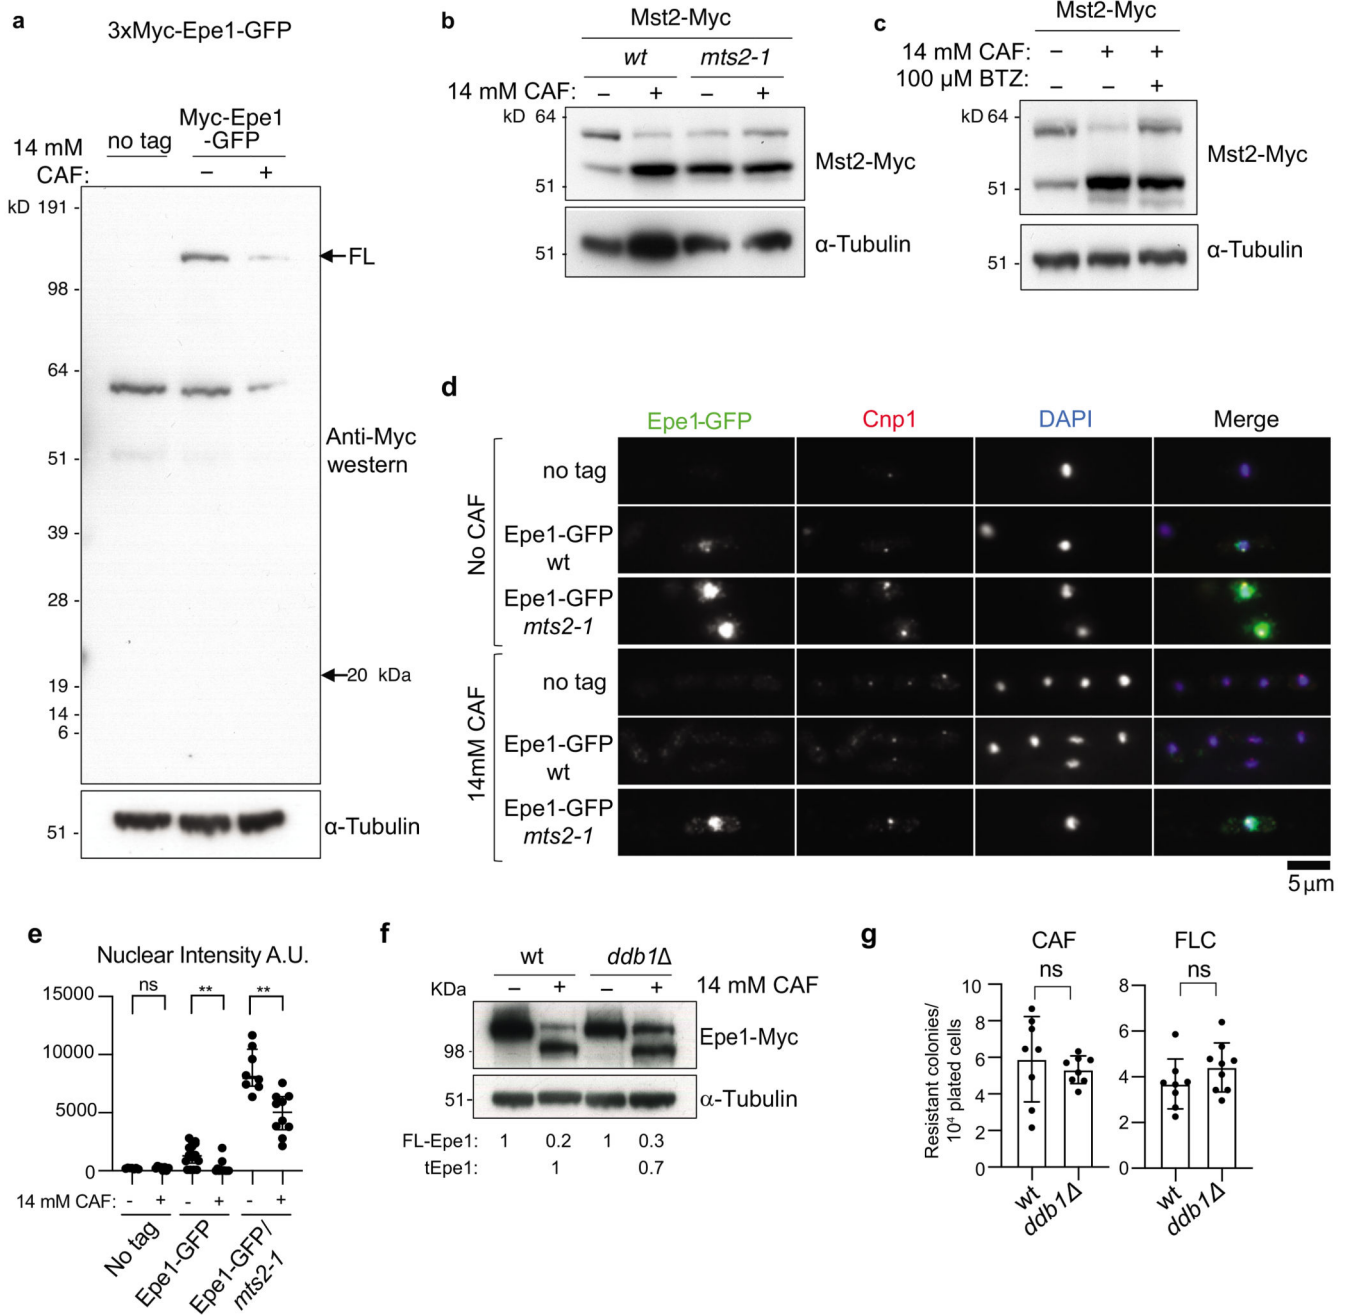 a
3xMyc-Epe1-GFP
Myc-Epe1
-GFP
no tag
14 mM
CAF:
– +
kD 191 -
98 -
64 -
51 -
39 -
28 -
19 -
14 -
6 -
FL
Anti-Myc
western
20 kDa
51 -
α-Tubulin
b
Mst2-Myc
wt mts2-1
14 mM CAF: – + – +
kD 64 -
51 -
Mst2-Myc
51 -
α-Tubulin
c
Mst2-Myc
14 mM CAF: – + +
100 µM BTZ: – – +
kD 64 -
51 -
Mst2-Myc
51 -
α-Tubulin
d
Epe1-GFP Cnp1 DAPI Merge
No CAF
no tag
Epe1-GFP
wt
Epe1-GFP
mts2-1
14mM CAF
no tag
Epe1-GFP
wt
Epe1-GFP
mts2-1
5 µm
e
Nuclear Intensity A.U.
15000
10000
5000
0
ns ** **
14 mM CAF: - + - + - +
No tag
Epe1-GFP
Epe1-GFP/
mts2-1
f
wt ddb1Δ
KDa – + – + 14 mM CAF
98 -
Epe1-Myc
51 -
α-Tubulin
FL-Epe1: 1 0.2 1 0.3
tEpe1: 1 0.7
g
CAF
ns
Resistant colonies/
10⁴ plated cells
10
8
6
4
2
0
wt
ddb1Δ
FLC
ns
8
6
4
2
0
wt
ddb1Δ